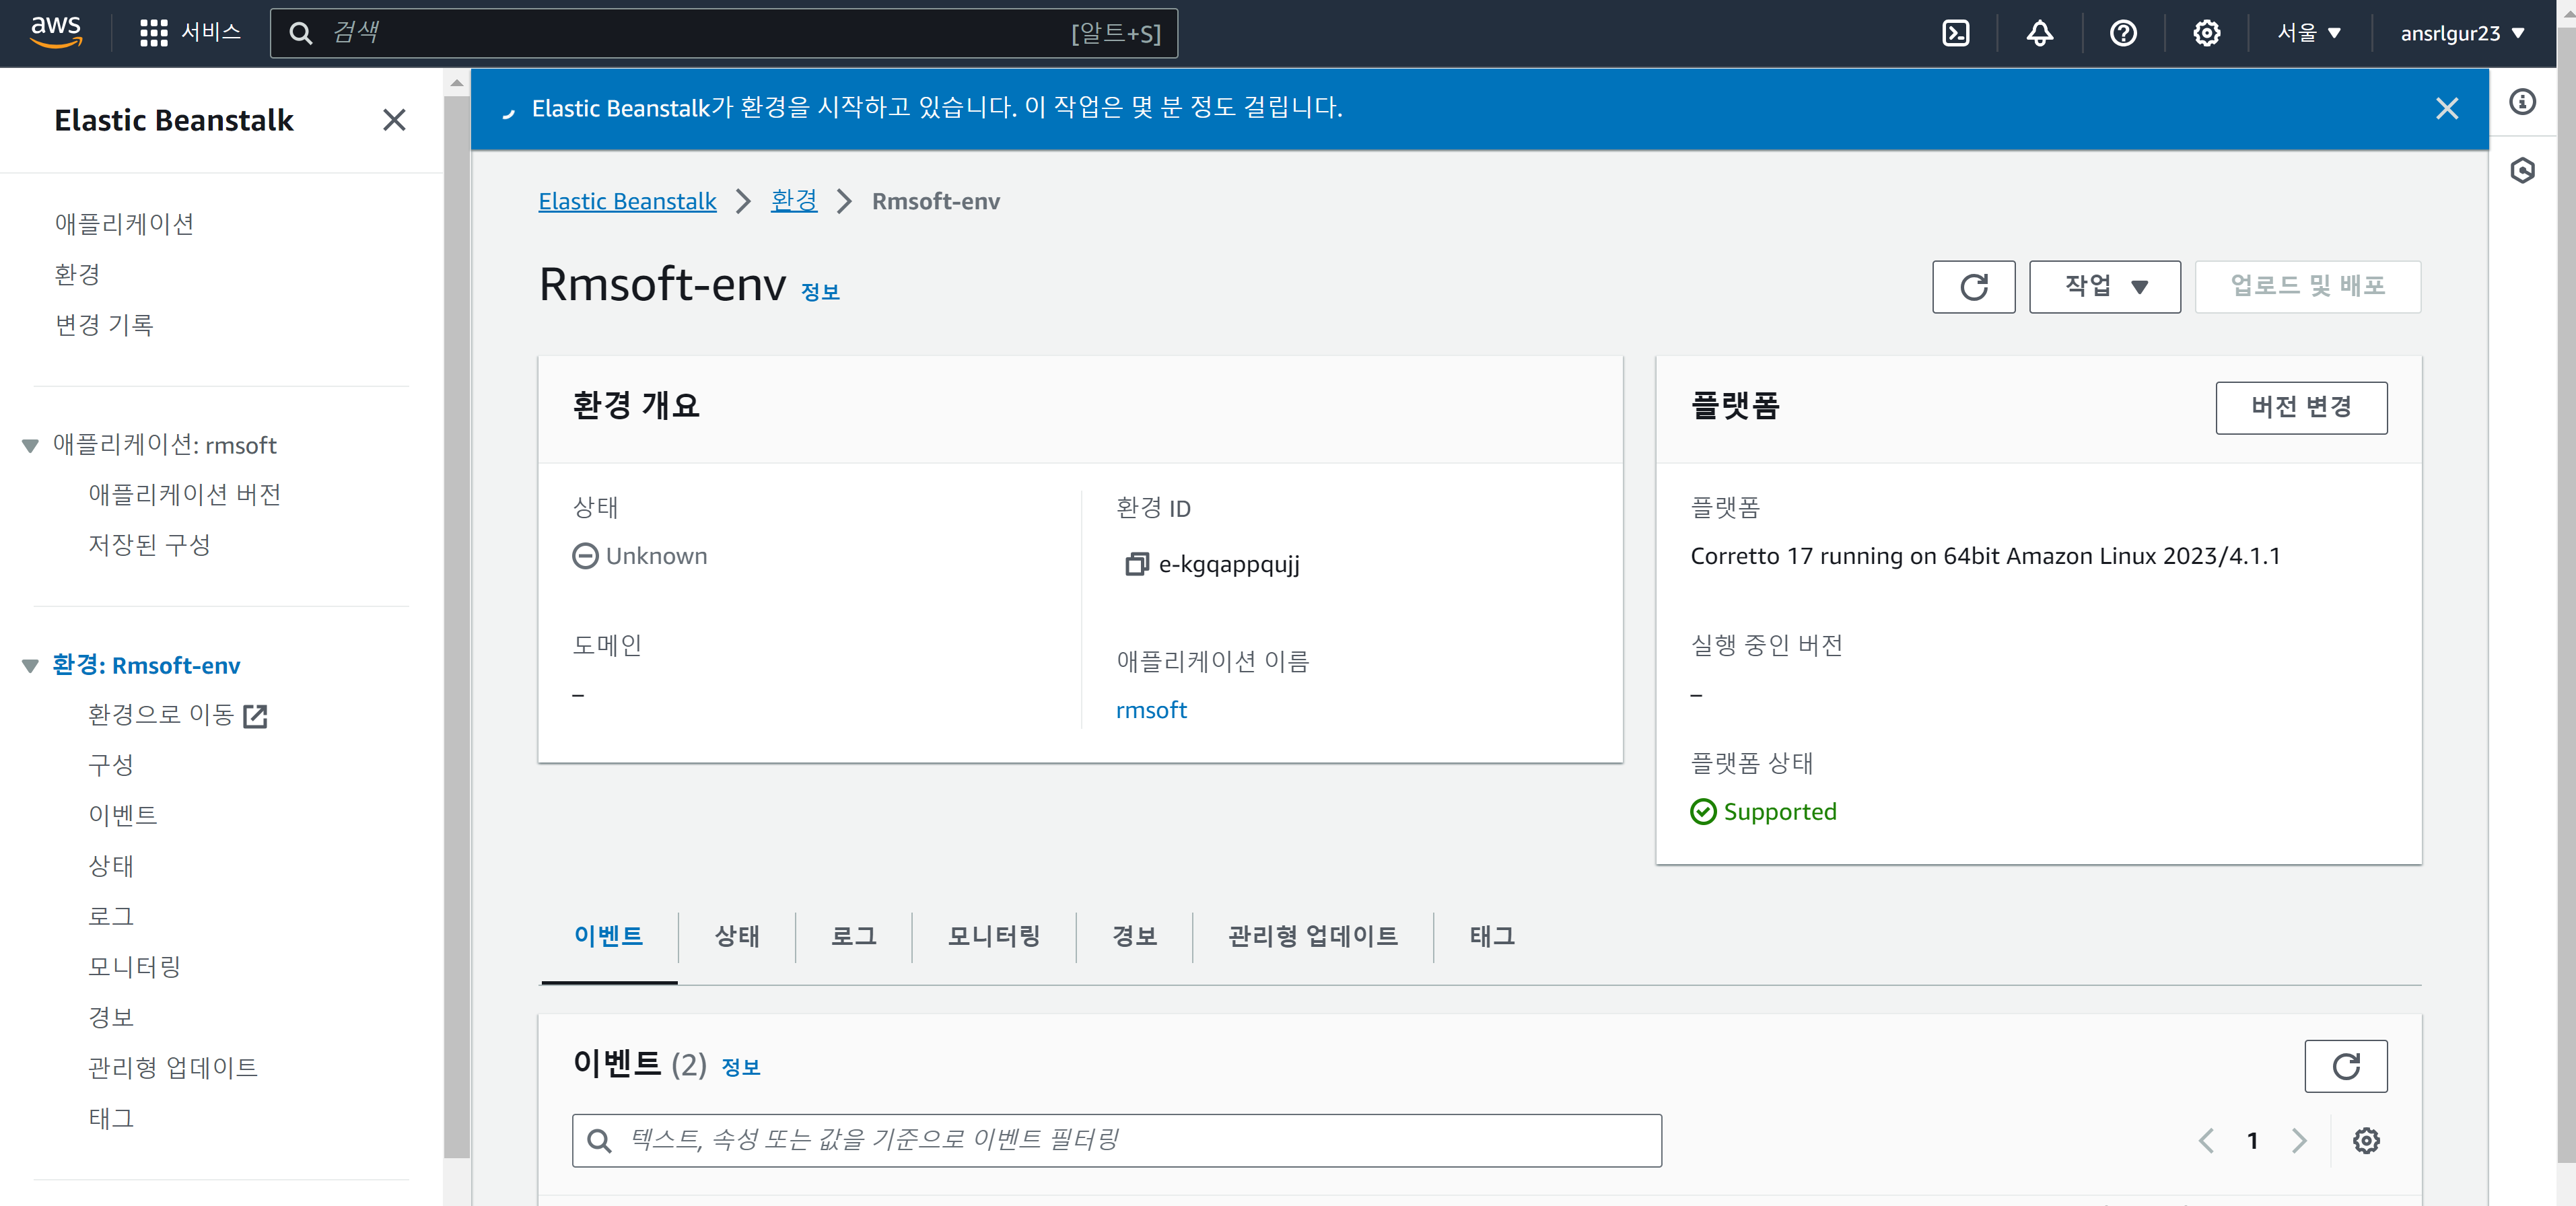 aws
서비스
검색
[알트+S]
서울 ▼
ansrlgur23 ▼
Elastic Beanstalk
애플리케이션
환경
변경 기록
애플리케이션: rmsoft
애플리케이션 버전
저장된 구성
환경: Rmsoft-env
환경으로 이동
구성
이벤트
상태
로그
모니터링
경보
관리형 업데이트
태그
Elastic Beanstalk가 환경을 시작하고 있습니다. 이 작업은 몇 분 정도 걸립니다.
Elastic Beanstalk > 환경 > Rmsoft-env
Rmsoft-env 정보
작업 ▼
업로드 및 배포
환경 개요
상태
Unknown
도메인
–
환경 ID
e-kgqappqujj
애플리케이션 이름
rmsoft
플랫폼
버전 변경
플랫폼
Corretto 17 running on 64bit Amazon Linux 2023/4.1.1
실행 중인 버전
–
플랫폼 상태
Supported
이벤트
상태
로그
모니터링
경보
관리형 업데이트
태그
이벤트 (2) 정보
텍스트, 속성 또는 값을 기준으로 이벤트 필터링
1